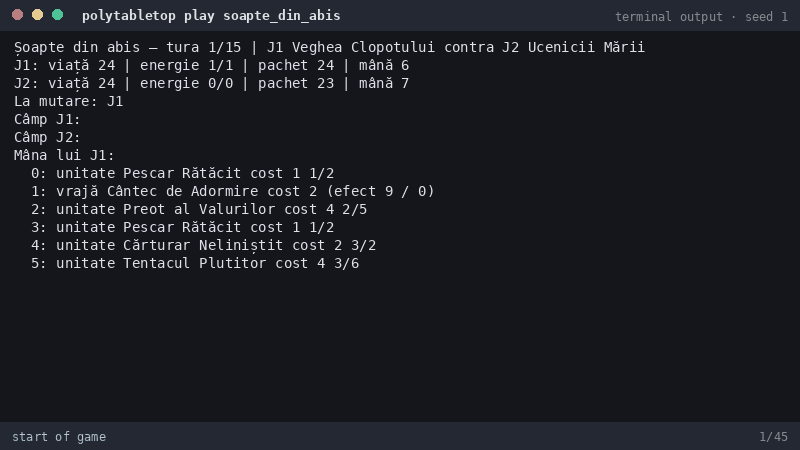 polytabletop play soapte_din_abis
terminal output · seed 1
Șoapte din abis — tura 1/15 | J1 Veghea Clopotului contra J2 Ucenicii Mării
J1: viață 24 | energie 1/1 | pachet 24 | mână 6
J2: viață 24 | energie 0/0 | pachet 23 | mână 7
La mutare: J1
Câmp J1:
Câmp J2:
Mâna lui J1:
0: unitate Pescar Rătăcit cost 1 1/2
1: vrajă Cântec de Adormire cost 2 (efect 9 / 0)
2: unitate Preot al Valurilor cost 4 2/5
3: unitate Pescar Rătăcit cost 1 1/2
4: unitate Cărturar Neliniștit cost 2 3/2
5: unitate Tentacul Plutitor cost 4 3/6
start of game
1/45